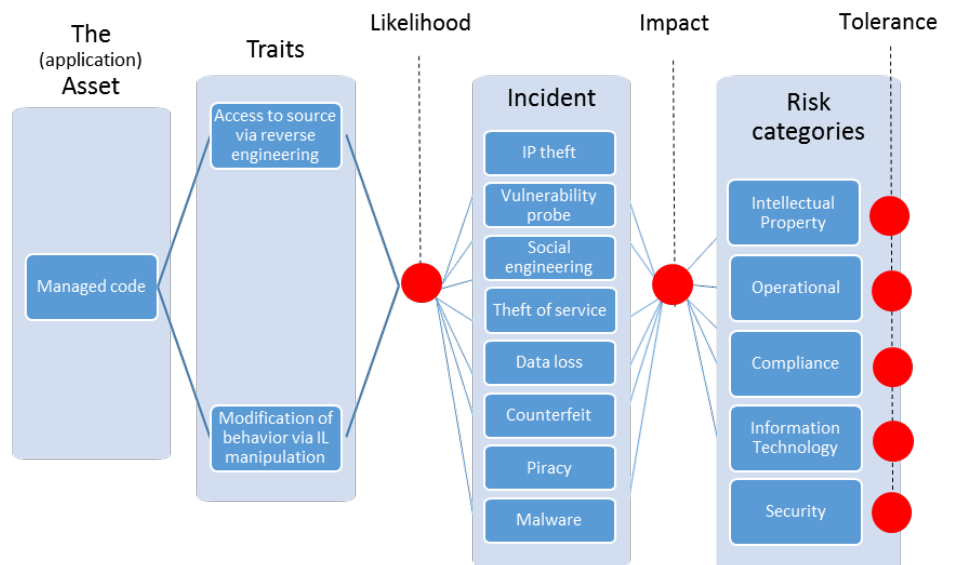 The
(application)
Asset
Managed code
Traits
Access to source
via reverse
engineering
Modification of
behavior via IL
manipulation
Likelihood
Incident
IP theft
Vulnerability
probe
Social
engineering
Theft of service
Data loss
Counterfeit
Piracy
Malware
Impact
Risk
categories
Intellectual
Property
Operational
Compliance
Information
Technology
Security
Tolerance